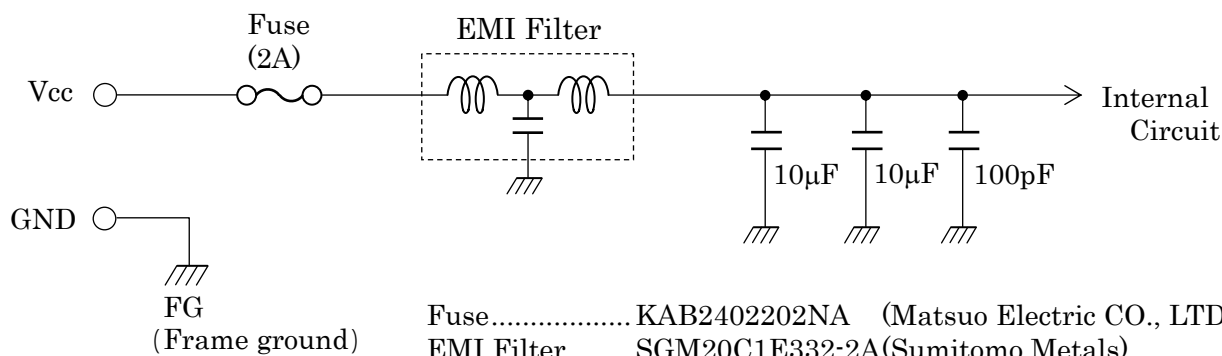 Fuse
(2A)
EMI Filter
Vcc
Internal
Circuit
10µF
10µF
100pF
GND
FG
(Frame ground)
Fuse.................. KAB2402202NA (Matsuo Electric CO., LTD
EMI Filter SGM20C1E332-2A(Sumitomo Metals)